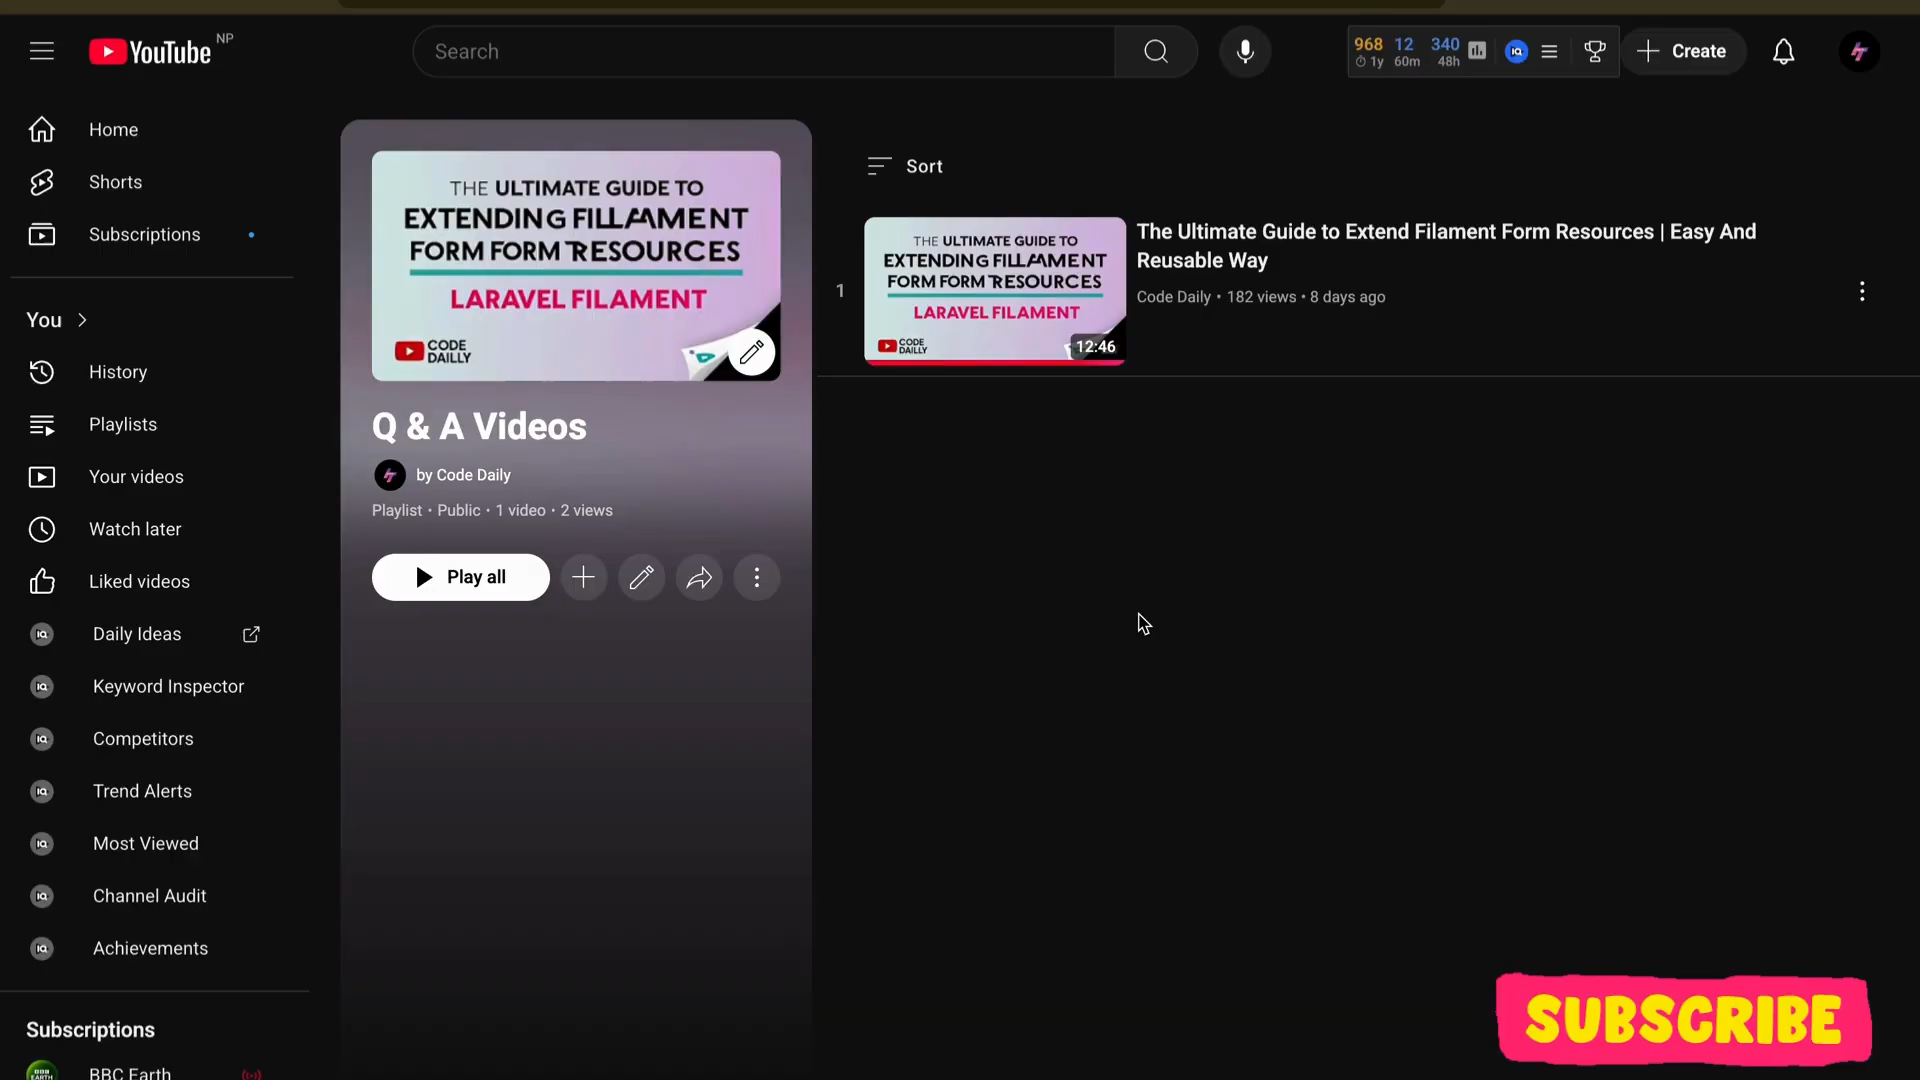 YouTube NP
Search
968 12 340
1y 60m 48h
Create
Home
Shorts
Subscriptions
You
History
Playlists
Your videos
Watch later
Liked videos
Daily Ideas
Keyword Inspector
Competitors
Trend Alerts
Most Viewed
Channel Audit
Achievements
Subscriptions
BBC Earth
THE ULTIMATE GUIDE TO
EXTENDING FILLAAMENT
FORM FORM RESOURCES
LARAVEL FILAMENT
CODE
DAILLY
Q & A Videos
by Code Daily
Playlist • Public • 1 video • 2 views
Play all
Sort
1
THE ULTIMATE GUIDE TO
EXTENDING FILLAAMENT
FORM FORM RESOURCES
LARAVEL FILAMENT
CODE
DAILLY
12:46
The Ultimate Guide to Extend Filament Form Resources | Easy And
Reusable Way
Code Daily • 182 views • 8 days ago
SUBSCRIBE